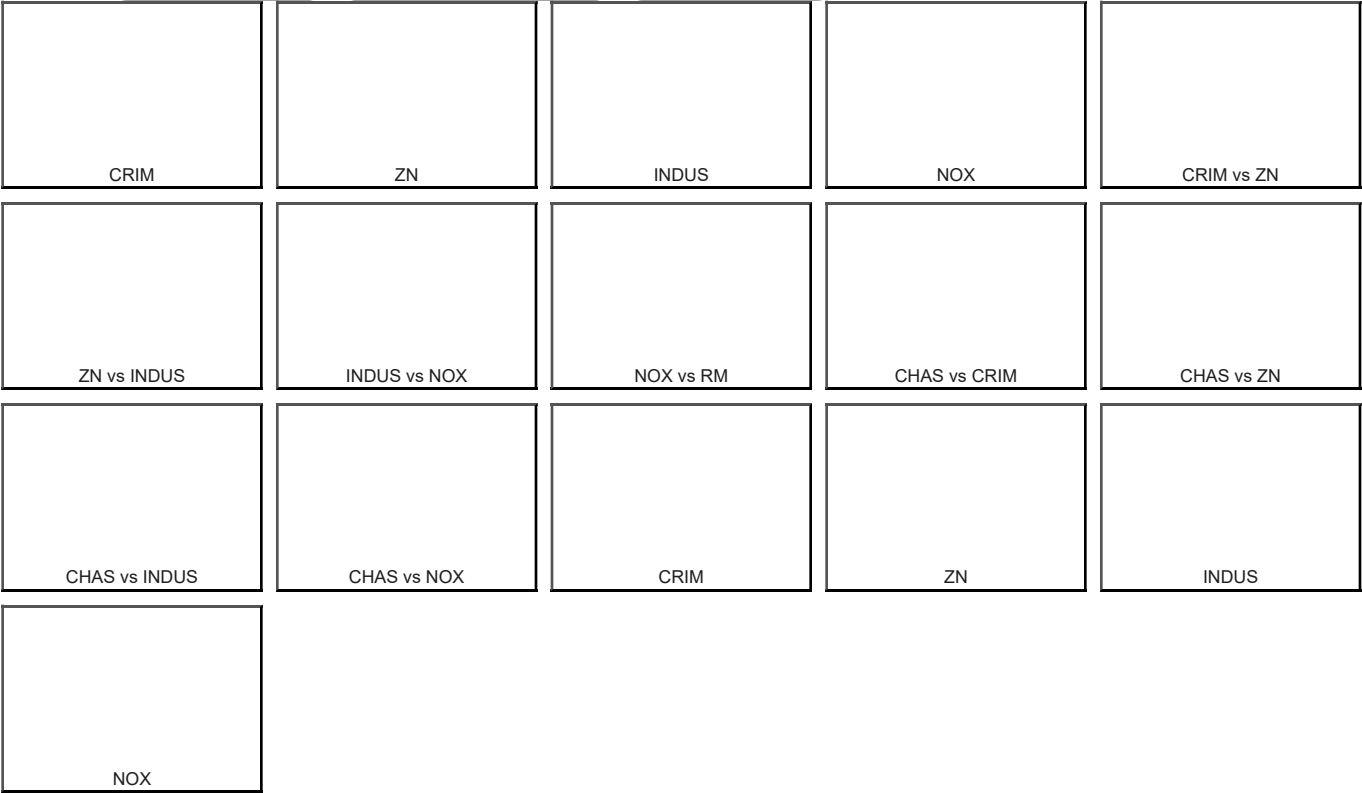 CRIM
ZN
INDUS
NOX
CRIM vs ZN
ZN vs INDUS
INDUS vs NOX
NOX vs RM
CHAS vs CRIM
CHAS vs ZN
CHAS vs INDUS
CHAS vs NOX
CRIM
ZN
INDUS
NOX